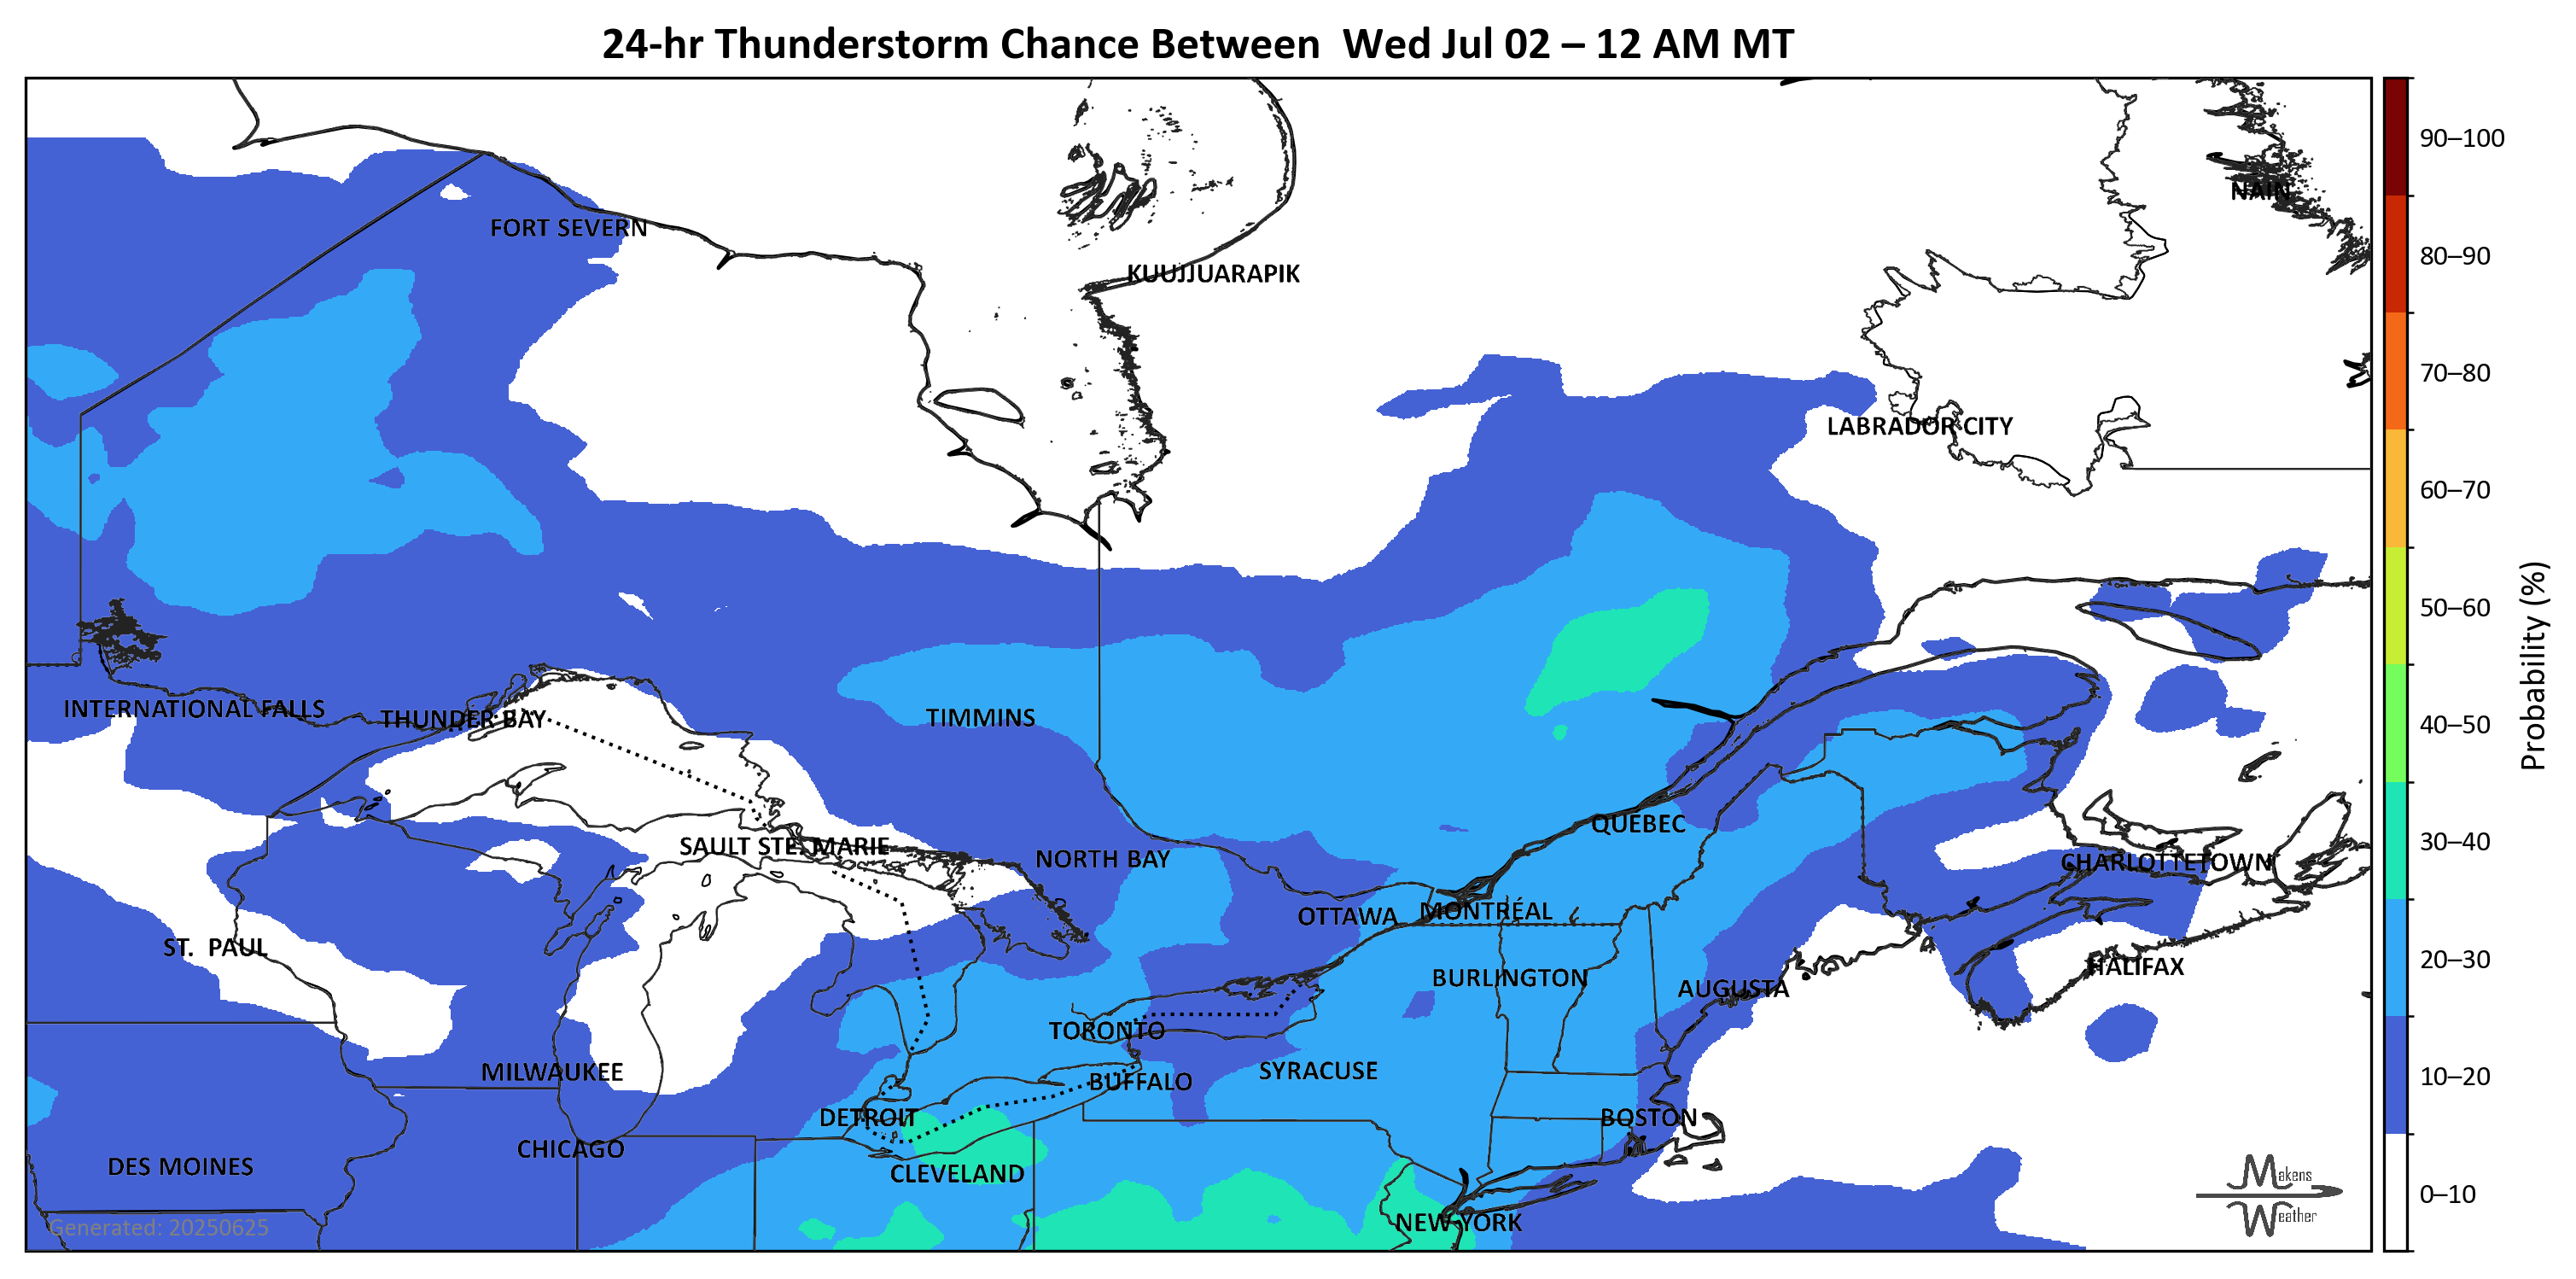 24-hr Thunderstorm Chance Between  Wed Jul 02 – 12 AM MT
90–100
NAIN
FORT SEVERN
80–90
KUUJJUARAPIK
70–80
LABRADOR CITY
60–70
50–60
Probability (%)
INTERNATIONAL FALLS
THUNDER BAY
TIMMINS
40–50
QUEBEC
SAULT STE. MARIE
NORTH BAY
CHARLOTTETOWN
30–40
OTTAWA
MONTRÉAL
ST.  PAUL
BURLINGTON
HALIFAX
20–30
AUGUSTA
TORONTO
MILWAUKEE
BUFFALO
SYRACUSE
10–20
DETROIT
BOSTON
CHICAGO
DES MOINES
CLEVELAND
Makens
Weather
0–10
NEW YORK
Generated: 20250625